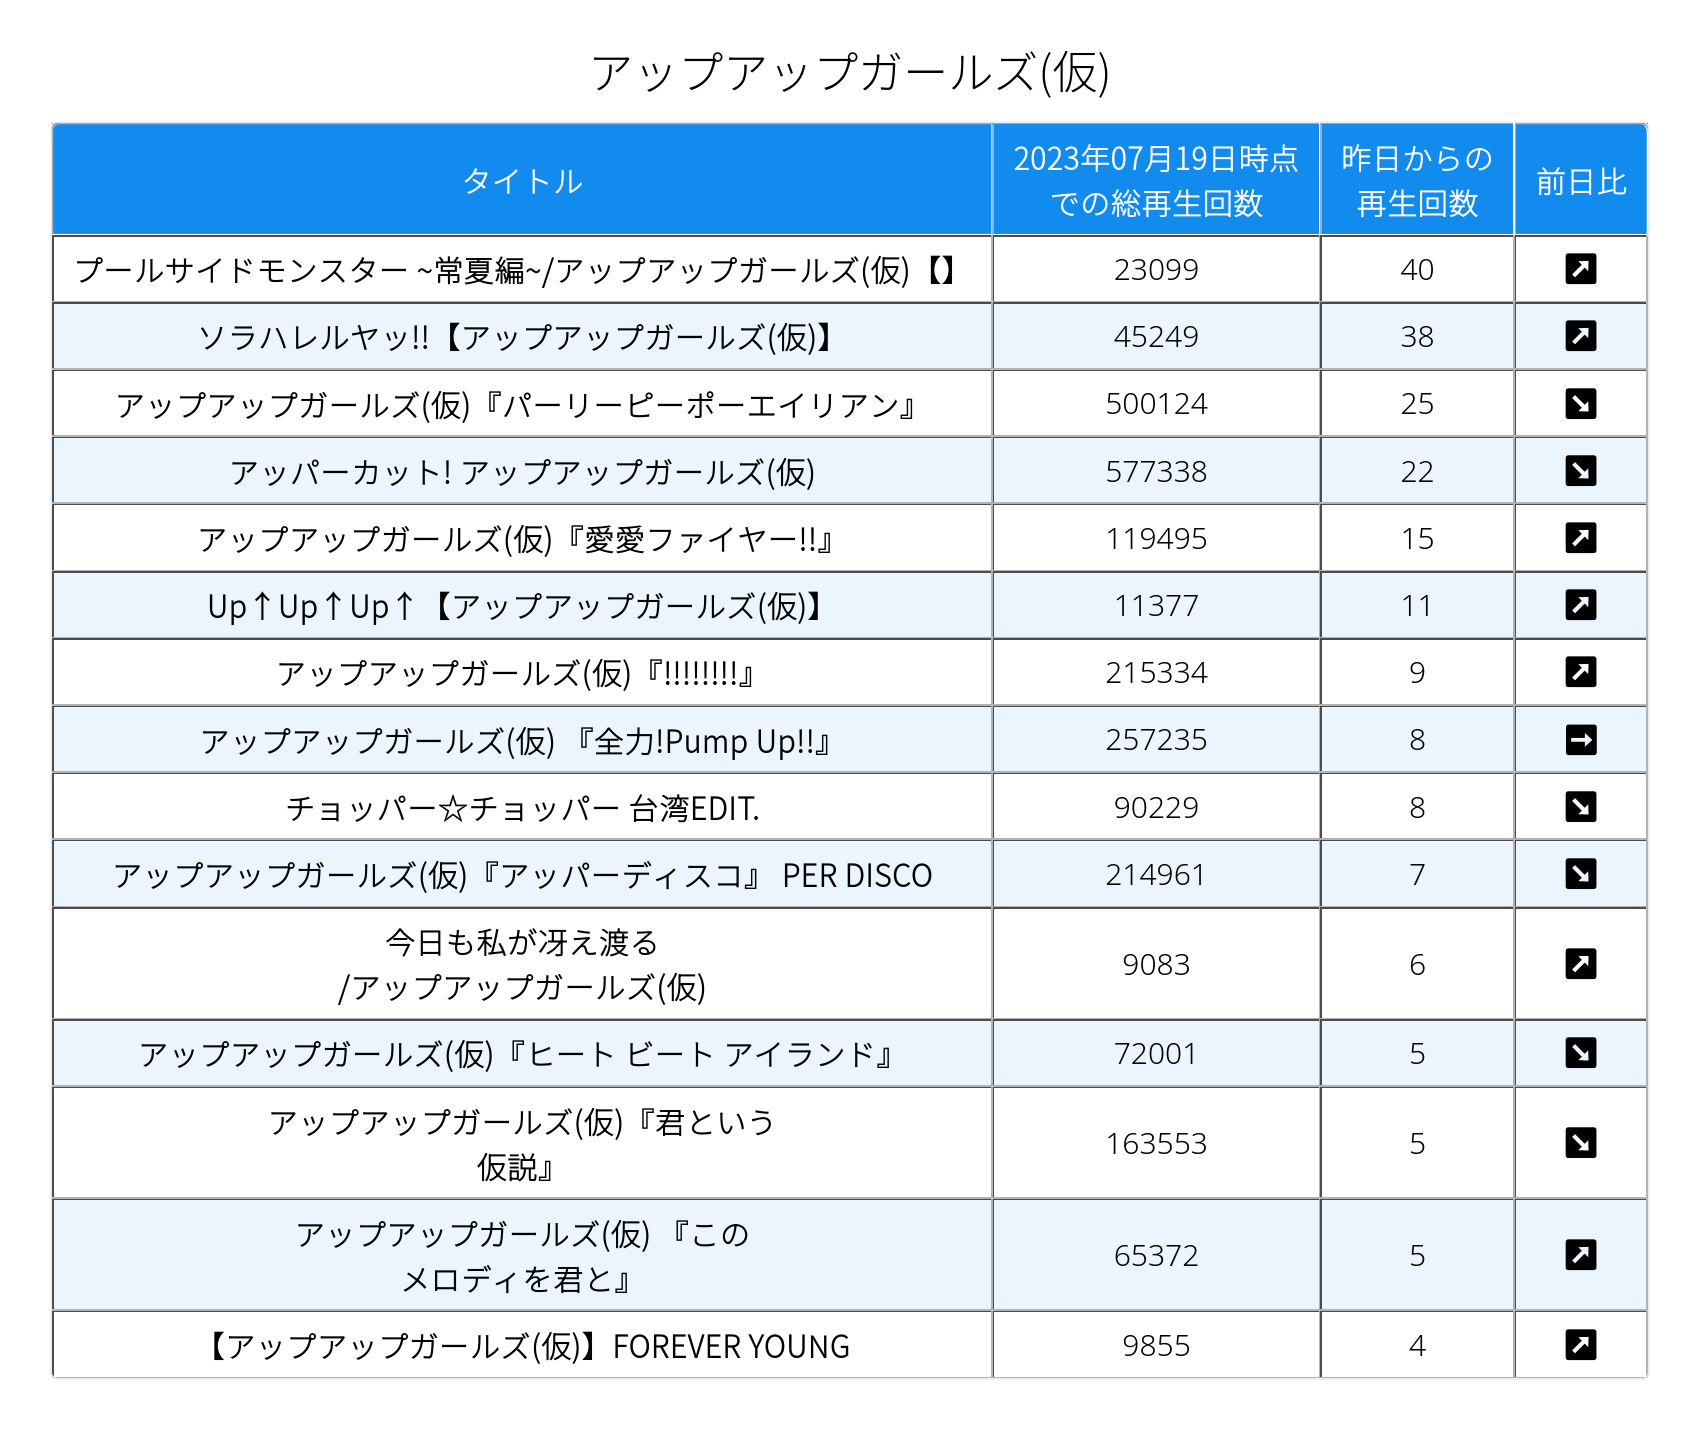 アップアップガールズ(仮)
タイトル 2023年07月19日時点 昨日からの 前日比
での総再生回数 再生回数
プールサイドモンスター ~常夏編~/アップアップガールズ(仮)【】 23099 40
ソラハレルヤッ!!【アップアップガールズ(仮)】 45249 38
アップアップガールズ(仮)『パーリーピーポーエイリアン』 500124 25
アッパーカット! アップアップガールズ(仮) 577338 22
アップアップガールズ(仮)『愛愛ファイヤー!!』 119495 15
Up↑Up↑Up↑【アップアップガールズ(仮)】 11377 11
アップアップガールズ(仮)『!!!!!!!!』 215334 9
アップアップガールズ(仮) 『全力!Pump Up!!』 257235 8
チョッパー☆チョッパー 台湾EDIT. 90229 8
アップアップガールズ(仮)『アッパーディスコ』 PER DISCO 214961 7
今日も私が冴え渡る
/アップアップガールズ(仮) 9083 6
アップアップガールズ(仮)『ヒート ビート アイランド』 72001 5
アップアップガールズ(仮)『君という
仮説』 163553 5
アップアップガールズ(仮) 『この
メロディを君と』 65372 5
【アップアップガールズ(仮)】FOREVER YOUNG 9855 4